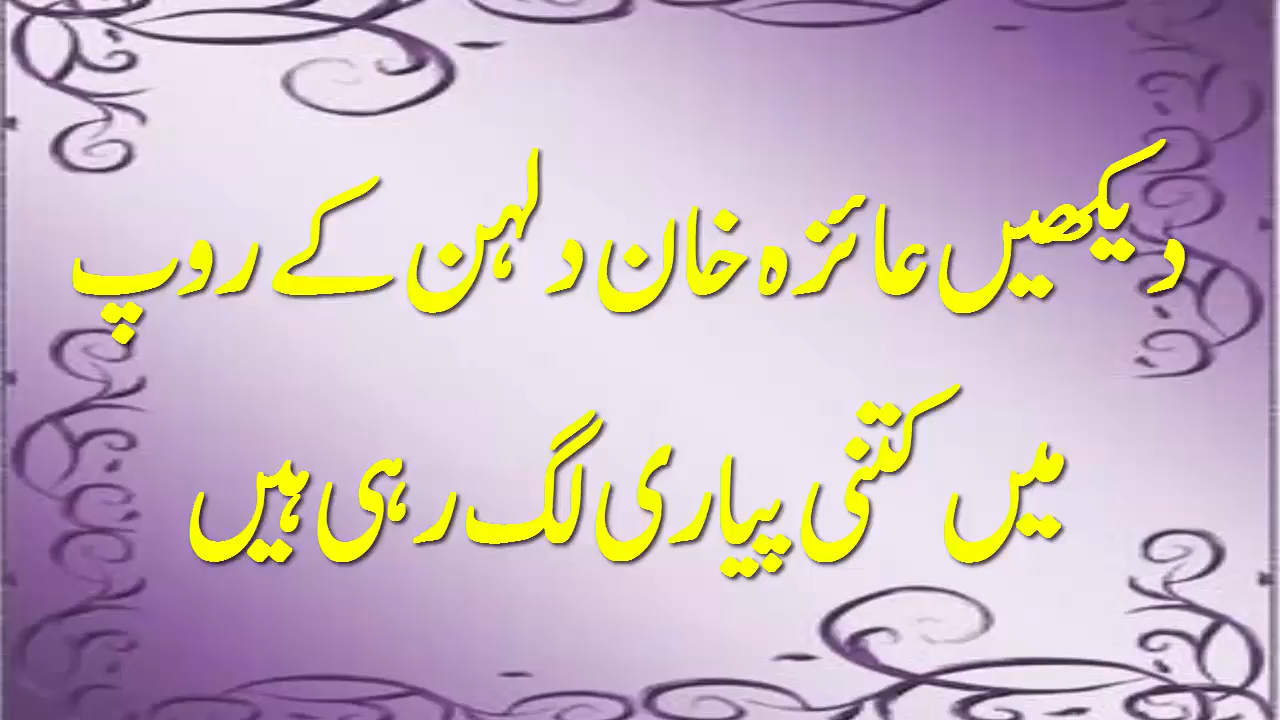 دیکھیں عائزہ خان دلہن کے روپ
میں کتنی پیاری لگ رہی ہیں